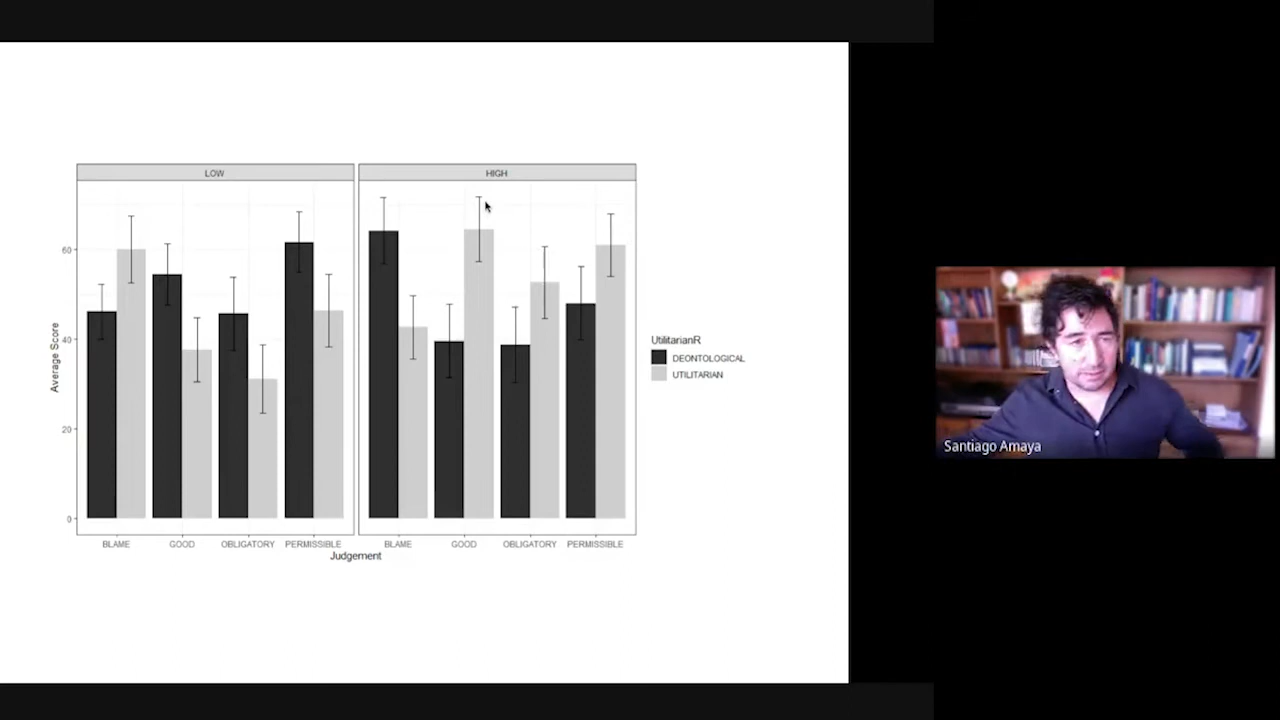 LOW HIGH
60
40
20
0
Average Score
BLAME GOOD OBLIGATORY PERMISSIBLE BLAME GOOD OBLIGATORY PERMISSIBLE
Judgement
UtilitarianR
DEONTOLOGICAL
UTILITARIAN
Santiago Amaya